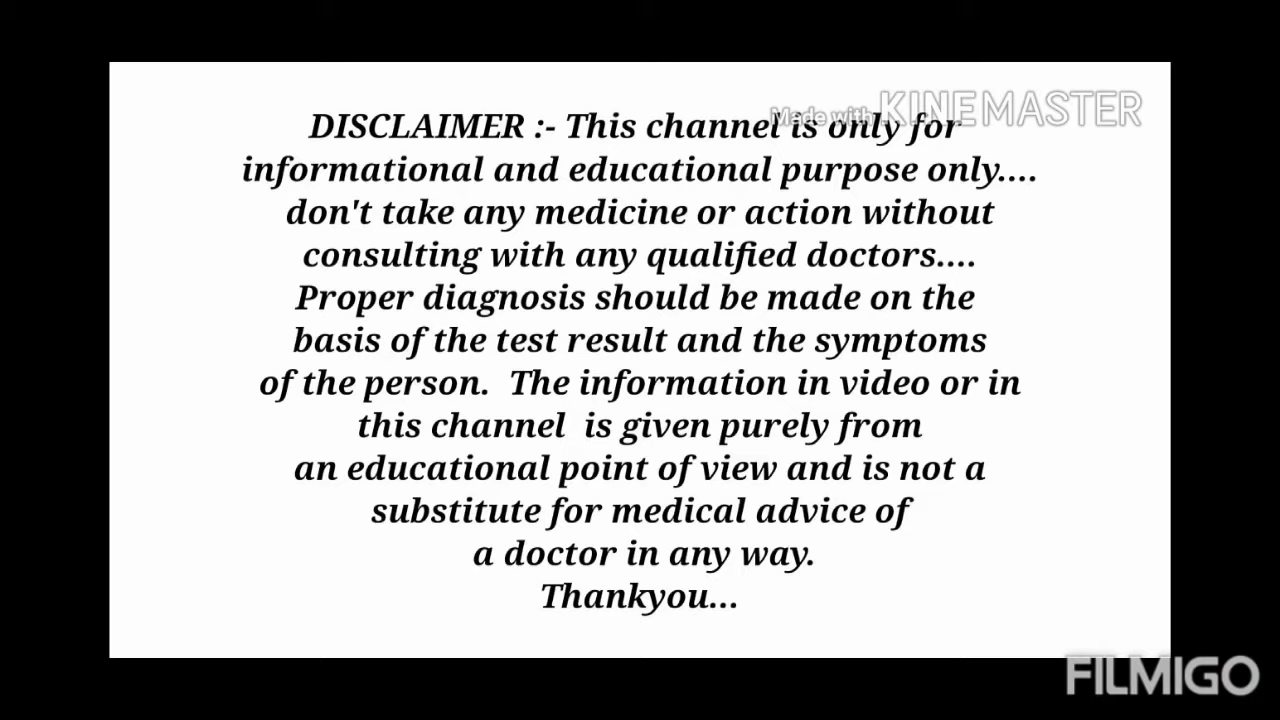 Made with KINEMASTER
DISCLAIMER :- This channel is only for
informational and educational purpose only....
don't take any medicine or action without
consulting with any qualified doctors....
Proper diagnosis should be made on the
basis of the test result and the symptoms
of the person. The information in video or in
this channel is given purely from
an educational point of view and is not a
substitute for medical advice of
a doctor in any way.
Thankyou...
FILMIGO